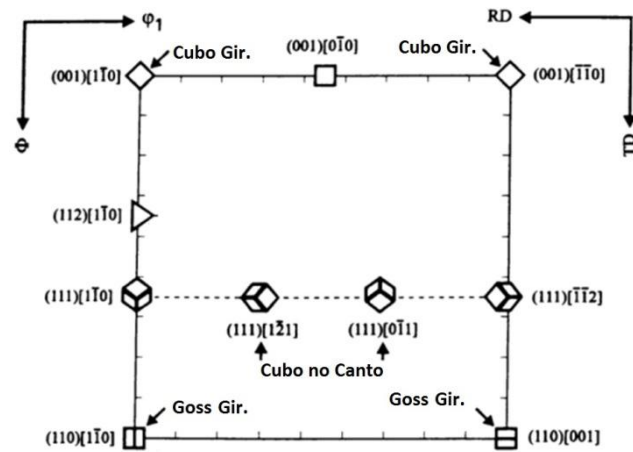 φ₁
RD
Cubo Gir.
(001)[01̄0]
Cubo Gir.
(001)[11̄0]
(001)[1̄1̄0]
Φ
TD
(112)[11̄0]
(111)[11̄0]
(111)[1̄1̄2]
(111)[12̄1]
(111)[01̄1]
Cubo no Canto
Goss Gir.
Goss Gir.
(110)[11̄0]
(110)[001]